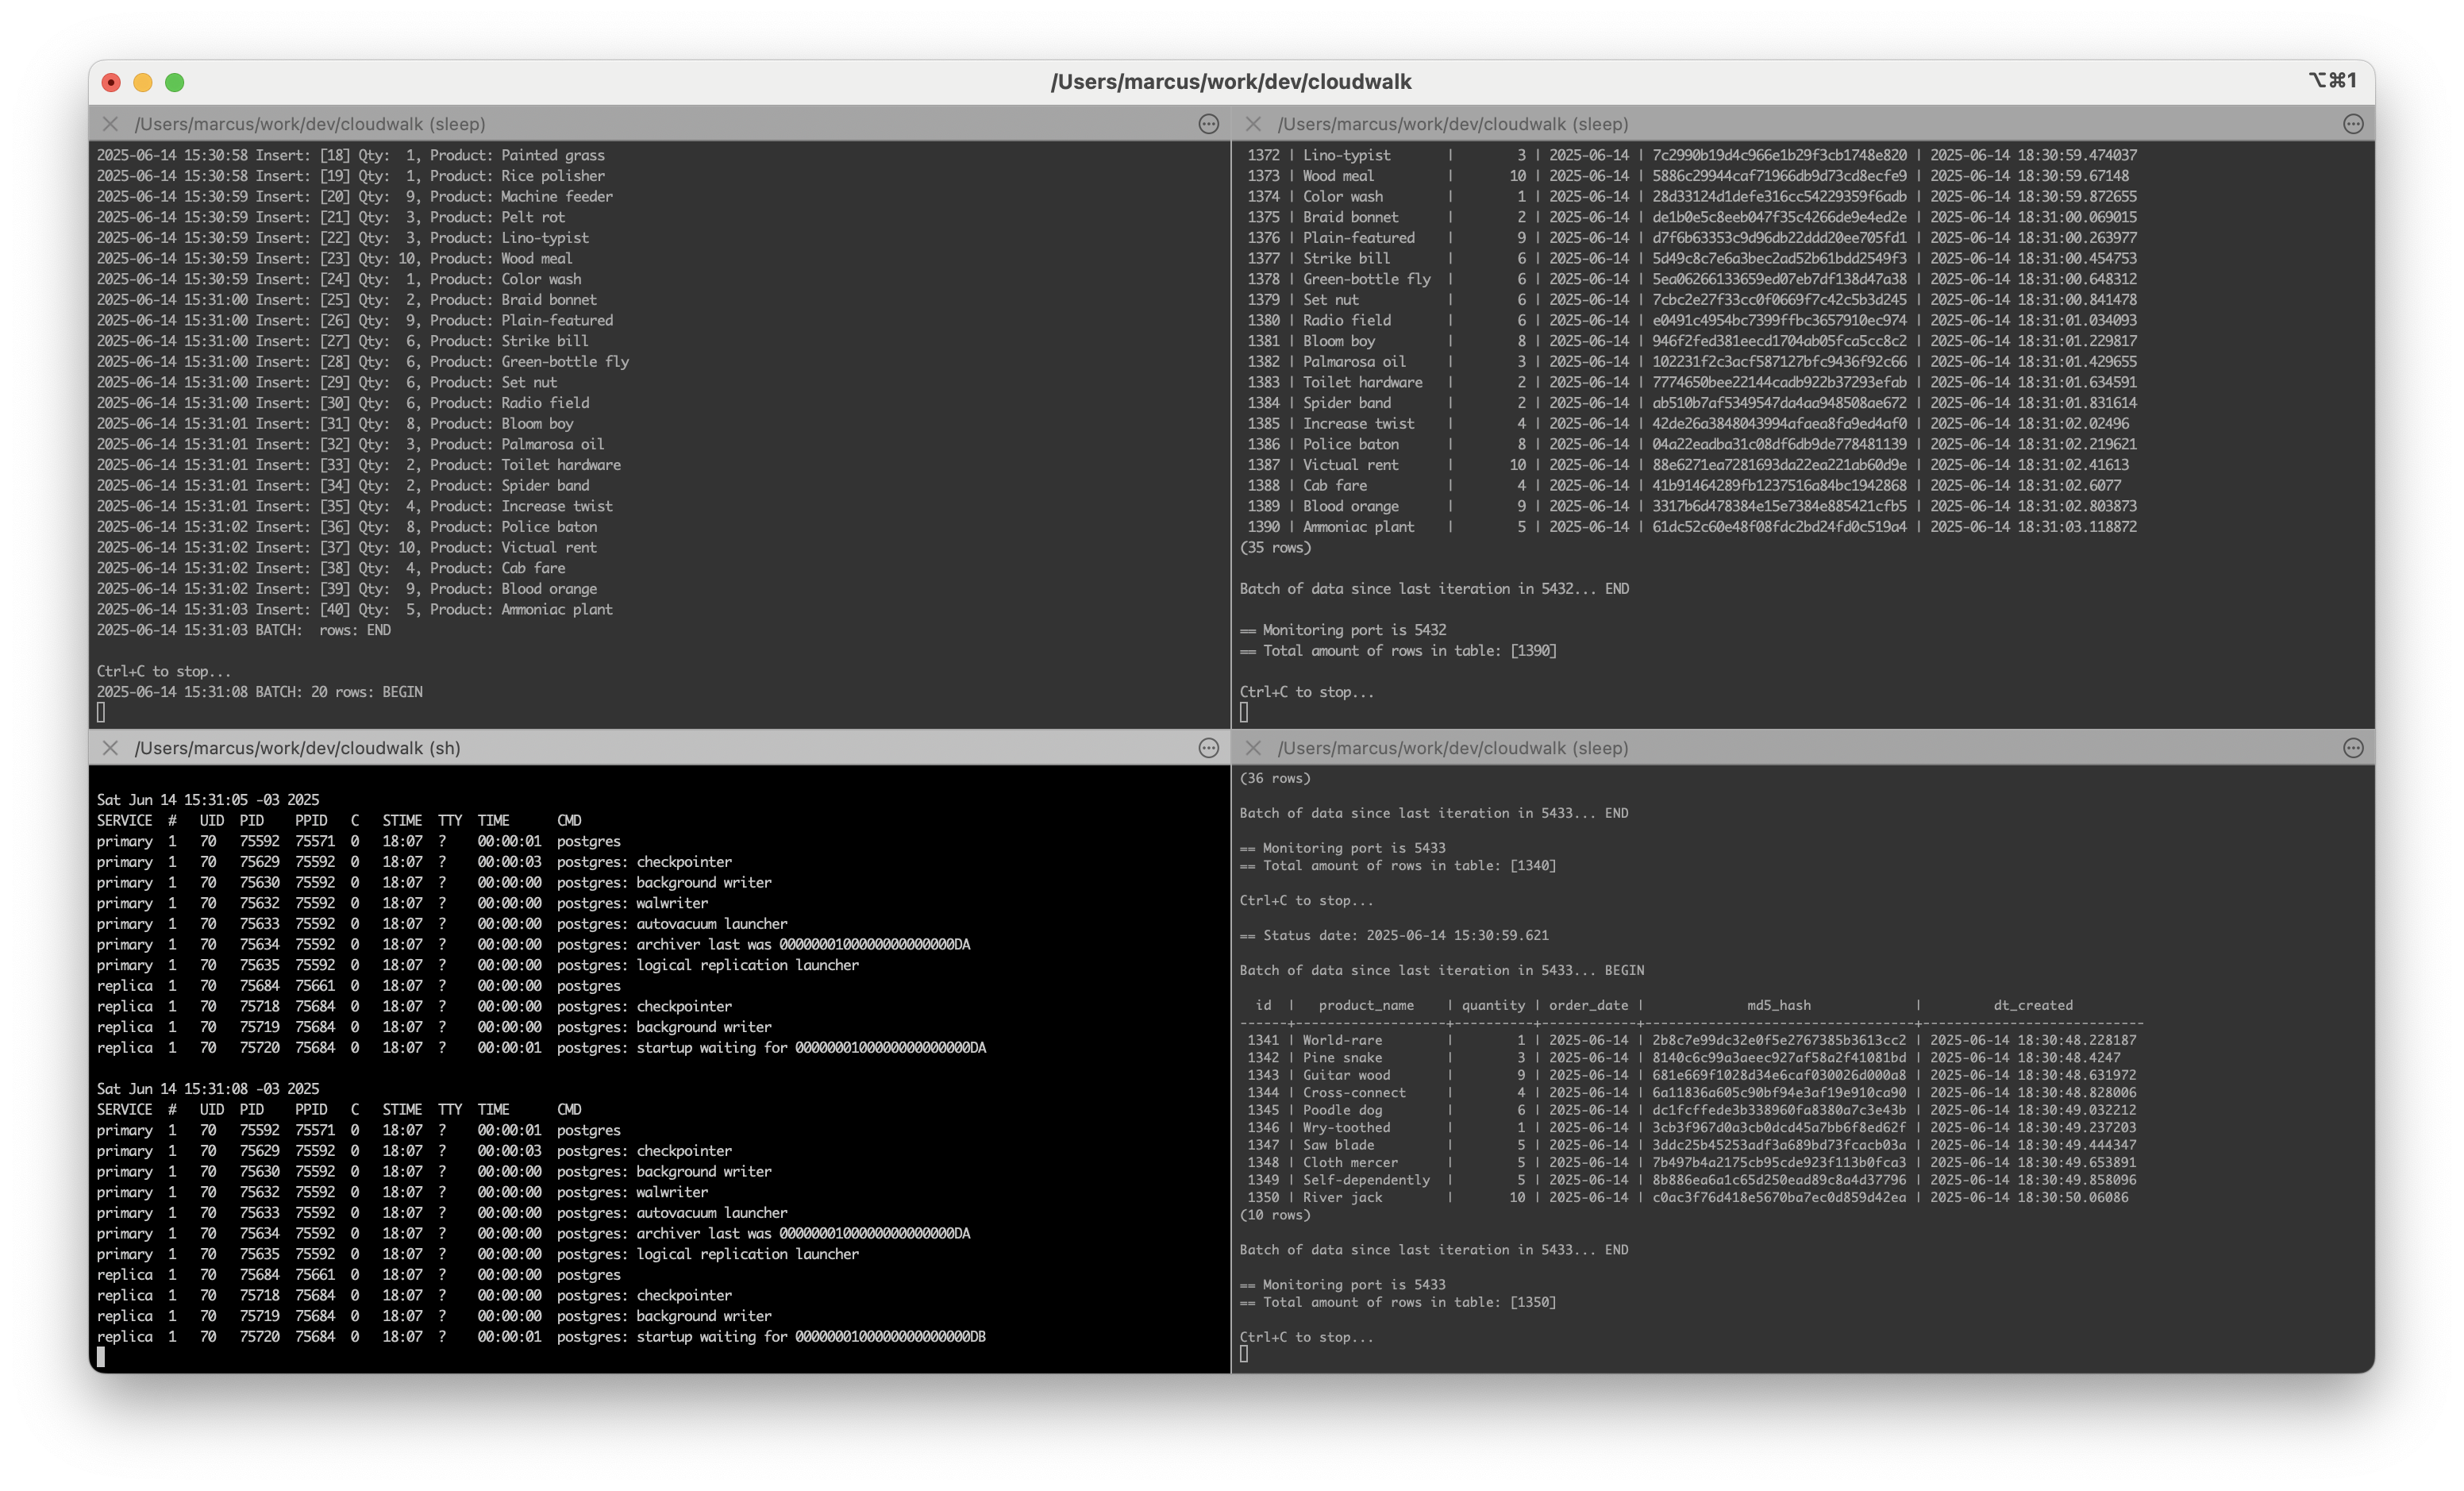 /Users/marcus/work/dev/cloudwalk
⌥⌘1
/Users/marcus/work/dev/cloudwalk (sleep)
2025-06-14 15:30:58 Insert: [18] Qty:  1, Product: Painted grass
2025-06-14 15:30:58 Insert: [19] Qty:  1, Product: Rice polisher
2025-06-14 15:30:59 Insert: [20] Qty:  9, Product: Machine feeder
2025-06-14 15:30:59 Insert: [21] Qty:  3, Product: Pelt rot
2025-06-14 15:30:59 Insert: [22] Qty:  3, Product: Lino-typist
2025-06-14 15:30:59 Insert: [23] Qty: 10, Product: Wood meal
2025-06-14 15:30:59 Insert: [24] Qty:  1, Product: Color wash
2025-06-14 15:31:00 Insert: [25] Qty:  2, Product: Braid bonnet
2025-06-14 15:31:00 Insert: [26] Qty:  9, Product: Plain-featured
2025-06-14 15:31:00 Insert: [27] Qty:  6, Product: Strike bill
2025-06-14 15:31:00 Insert: [28] Qty:  6, Product: Green-bottle fly
2025-06-14 15:31:00 Insert: [29] Qty:  6, Product: Set nut
2025-06-14 15:31:00 Insert: [30] Qty:  6, Product: Radio field
2025-06-14 15:31:01 Insert: [31] Qty:  8, Product: Bloom boy
2025-06-14 15:31:01 Insert: [32] Qty:  3, Product: Palmarosa oil
2025-06-14 15:31:01 Insert: [33] Qty:  2, Product: Toilet hardware
2025-06-14 15:31:01 Insert: [34] Qty:  2, Product: Spider band
2025-06-14 15:31:01 Insert: [35] Qty:  4, Product: Increase twist
2025-06-14 15:31:02 Insert: [36] Qty:  8, Product: Police baton
2025-06-14 15:31:02 Insert: [37] Qty: 10, Product: Victual rent
2025-06-14 15:31:02 Insert: [38] Qty:  4, Product: Cab fare
2025-06-14 15:31:02 Insert: [39] Qty:  9, Product: Blood orange
2025-06-14 15:31:03 Insert: [40] Qty:  5, Product: Ammoniac plant
2025-06-14 15:31:03 BATCH:  rows: END
Ctrl+C to stop...
2025-06-14 15:31:08 BATCH: 20 rows: BEGIN
/Users/marcus/work/dev/cloudwalk (sleep)
1372 | Lino-typist | 3 | 2025-06-14 | 7c2990b19d4c966e1b29f3cb1748e820 | 2025-06-14 18:30:59.474037
1373 | Wood meal | 10 | 2025-06-14 | 5886c29944caf71966db9d73cd8ecfe9 | 2025-06-14 18:30:59.67148
1374 | Color wash | 1 | 2025-06-14 | 28d33124d1defe316cc54229359f6adb | 2025-06-14 18:30:59.872655
1375 | Braid bonnet | 2 | 2025-06-14 | de1b0e5c8eeb047f35c4266de9e4ed2e | 2025-06-14 18:31:00.069015
1376 | Plain-featured | 9 | 2025-06-14 | d7f6b63353c9d96db22ddd20ee705fd1 | 2025-06-14 18:31:00.263977
1377 | Strike bill | 6 | 2025-06-14 | 5d49c8c7e6a3bec2ad52b61bdd2549f3 | 2025-06-14 18:31:00.454753
1378 | Green-bottle fly | 6 | 2025-06-14 | 5ea06266133659ed07eb7df138d47a38 | 2025-06-14 18:31:00.648312
1379 | Set nut | 6 | 2025-06-14 | 7cbc2e27f33cc0f0669f7c42c5b3d245 | 2025-06-14 18:31:00.841478
1380 | Radio field | 6 | 2025-06-14 | e0491c4954bc7399ffbc3657910ec974 | 2025-06-14 18:31:01.034093
1381 | Bloom boy | 8 | 2025-06-14 | 946f2fed381eecd1704ab05fca5cc8c2 | 2025-06-14 18:31:01.229817
1382 | Palmarosa oil | 3 | 2025-06-14 | 102231f2c3acf587127bfc9436f92c66 | 2025-06-14 18:31:01.429655
1383 | Toilet hardware | 2 | 2025-06-14 | 7774650bee22144cadb922b37293efab | 2025-06-14 18:31:01.634591
1384 | Spider band | 2 | 2025-06-14 | ab510b7af5349547da4aa948508ae672 | 2025-06-14 18:31:01.831614
1385 | Increase twist | 4 | 2025-06-14 | 42de26a3848043994afaea8fa9ed4af0 | 2025-06-14 18:31:02.02496
1386 | Police baton | 8 | 2025-06-14 | 04a22eadba31c08df6db9de778481139 | 2025-06-14 18:31:02.219621
1387 | Victual rent | 10 | 2025-06-14 | 88e6271ea7281693da22ea221ab60d9e | 2025-06-14 18:31:02.41613
1388 | Cab fare | 4 | 2025-06-14 | 41b91464289fb1237516a84bc1942868 | 2025-06-14 18:31:02.6077
1389 | Blood orange | 9 | 2025-06-14 | 3317b6d478384e15e7384e885421cfb5 | 2025-06-14 18:31:02.803873
1390 | Ammoniac plant | 5 | 2025-06-14 | 61dc52c60e48f08fdc2bd24fd0c519a4 | 2025-06-14 18:31:03.118872
(35 rows)
Batch of data since last iteration in 5432... END
== Monitoring port is 5432
== Total amount of rows in table: [1390]
Ctrl+C to stop...
/Users/marcus/work/dev/cloudwalk (sh)
Sat Jun 14 15:31:05 -03 2025
SERVICE # UID PID PPID C STIME TTY TIME CMD
primary 1 70 75592 75571 0 18:07 ? 00:00:01 postgres
primary 1 70 75629 75592 0 18:07 ? 00:00:03 postgres: checkpointer
primary 1 70 75630 75592 0 18:07 ? 00:00:00 postgres: background writer
primary 1 70 75632 75592 0 18:07 ? 00:00:00 postgres: walwriter
primary 1 70 75633 75592 0 18:07 ? 00:00:00 postgres: autovacuum launcher
primary 1 70 75634 75592 0 18:07 ? 00:00:00 postgres: archiver last was 0000000100000000000000DA
primary 1 70 75635 75592 0 18:07 ? 00:00:00 postgres: logical replication launcher
replica 1 70 75684 75661 0 18:07 ? 00:00:00 postgres
replica 1 70 75718 75684 0 18:07 ? 00:00:00 postgres: checkpointer
replica 1 70 75719 75684 0 18:07 ? 00:00:00 postgres: background writer
replica 1 70 75720 75684 0 18:07 ? 00:00:01 postgres: startup waiting for 0000000100000000000000DA
Sat Jun 14 15:31:08 -03 2025
SERVICE # UID PID PPID C STIME TTY TIME CMD
primary 1 70 75592 75571 0 18:07 ? 00:00:01 postgres
primary 1 70 75629 75592 0 18:07 ? 00:00:03 postgres: checkpointer
primary 1 70 75630 75592 0 18:07 ? 00:00:00 postgres: background writer
primary 1 70 75632 75592 0 18:07 ? 00:00:00 postgres: walwriter
primary 1 70 75633 75592 0 18:07 ? 00:00:00 postgres: autovacuum launcher
primary 1 70 75634 75592 0 18:07 ? 00:00:00 postgres: archiver last was 0000000100000000000000DA
primary 1 70 75635 75592 0 18:07 ? 00:00:00 postgres: logical replication launcher
replica 1 70 75684 75661 0 18:07 ? 00:00:00 postgres
replica 1 70 75718 75684 0 18:07 ? 00:00:00 postgres: checkpointer
replica 1 70 75719 75684 0 18:07 ? 00:00:00 postgres: background writer
replica 1 70 75720 75684 0 18:07 ? 00:00:01 postgres: startup waiting for 0000000100000000000000DB
/Users/marcus/work/dev/cloudwalk (sleep)
(36 rows)
Batch of data since last iteration in 5433... END
== Monitoring port is 5433
== Total amount of rows in table: [1340]
Ctrl+C to stop...
== Status date: 2025-06-14 15:30:59.621
Batch of data since last iteration in 5433... BEGIN
id | product_name | quantity | order_date | md5_hash | dt_created
------+-------------------+----------+------------+----------------------------------+----------------------------
1341 | World-rare | 1 | 2025-06-14 | 2b8c7e99dc32e0f5e2767385b3613cc2 | 2025-06-14 18:30:48.228187
1342 | Pine snake | 3 | 2025-06-14 | 8140c6c99a3aeec927af58a2f41081bd | 2025-06-14 18:30:48.4247
1343 | Guitar wood | 9 | 2025-06-14 | 681e669f1028d34e6caf030026d000a8 | 2025-06-14 18:30:48.631972
1344 | Cross-connect | 4 | 2025-06-14 | 6a11836a605c90bf94e3af19e910ca90 | 2025-06-14 18:30:48.828006
1345 | Poodle dog | 6 | 2025-06-14 | dc1fcffede3b338960fa8380a7c3e43b | 2025-06-14 18:30:49.032212
1346 | Wry-toothed | 1 | 2025-06-14 | 3cb3f967d0a3cb0dcd45a7bb6f8ed62f | 2025-06-14 18:30:49.237203
1347 | Saw blade | 5 | 2025-06-14 | 3ddc25b45253adf3a689bd73fcacb03a | 2025-06-14 18:30:49.444347
1348 | Cloth mercer | 5 | 2025-06-14 | 7b497b4a2175cb95cde923f113b0fca3 | 2025-06-14 18:30:49.653891
1349 | Self-dependently | 5 | 2025-06-14 | 8b886ea6a1c65d250ead89c8a4d37796 | 2025-06-14 18:30:49.858096
1350 | River jack | 10 | 2025-06-14 | c0ac3f76d418e5670ba7ec0d859d42ea | 2025-06-14 18:30:50.06086
(10 rows)
Batch of data since last iteration in 5433... END
== Monitoring port is 5433
== Total amount of rows in table: [1350]
Ctrl+C to stop...